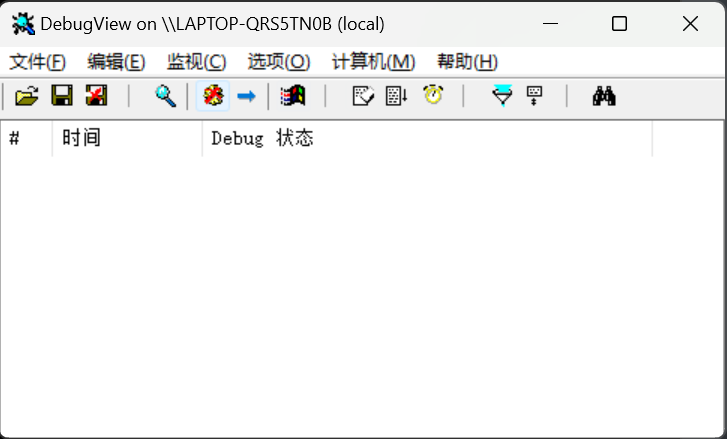 DebugView on \\LAPTOP-QRS5TN0B (local)
文件(F) 编辑(E) 监视(C) 选项(O) 计算机(M) 帮助(H)
# 时间 Debug 状态